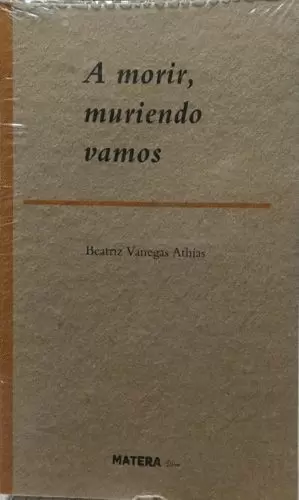 A morir,
muriendo
vamos
Beatriz Vanegas Athías
MATERA